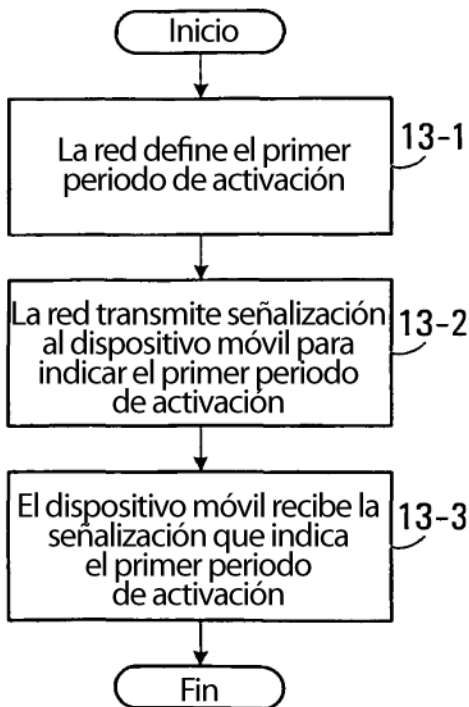 Inicio
La red define el primer
periodo de activación
13-1
La red transmite señalización
al dispositivo móvil para
indicar el primer periodo
de activación
13-2
El dispositivo móvil recibe la
señalización que indica
el primer periodo
de activación
13-3
Fin